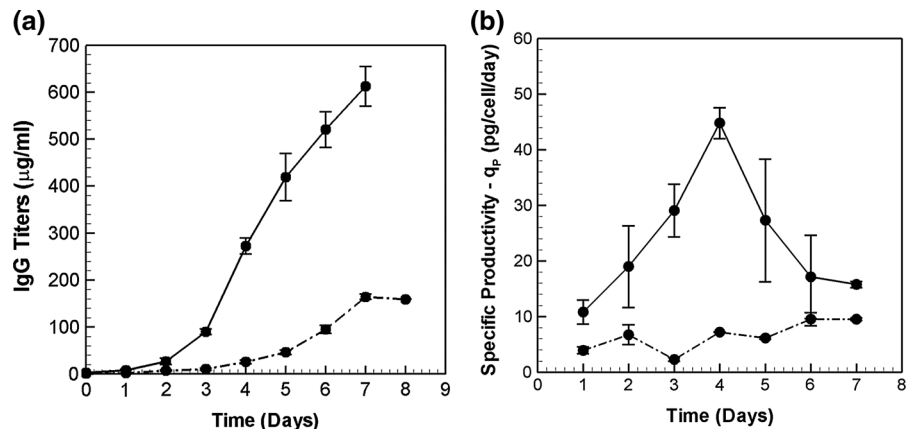 (a)
700
600
500
400
300
200
100
0
IgG Titers (μg/ml)
0 1 2 3 4 5 6 7 8 9
Time (Days)
(b)
60
50
40
30
20
10
0
Specific Productivity - qP (pg/cell/day)
0 1 2 3 4 5 6 7 8
Time (Days)